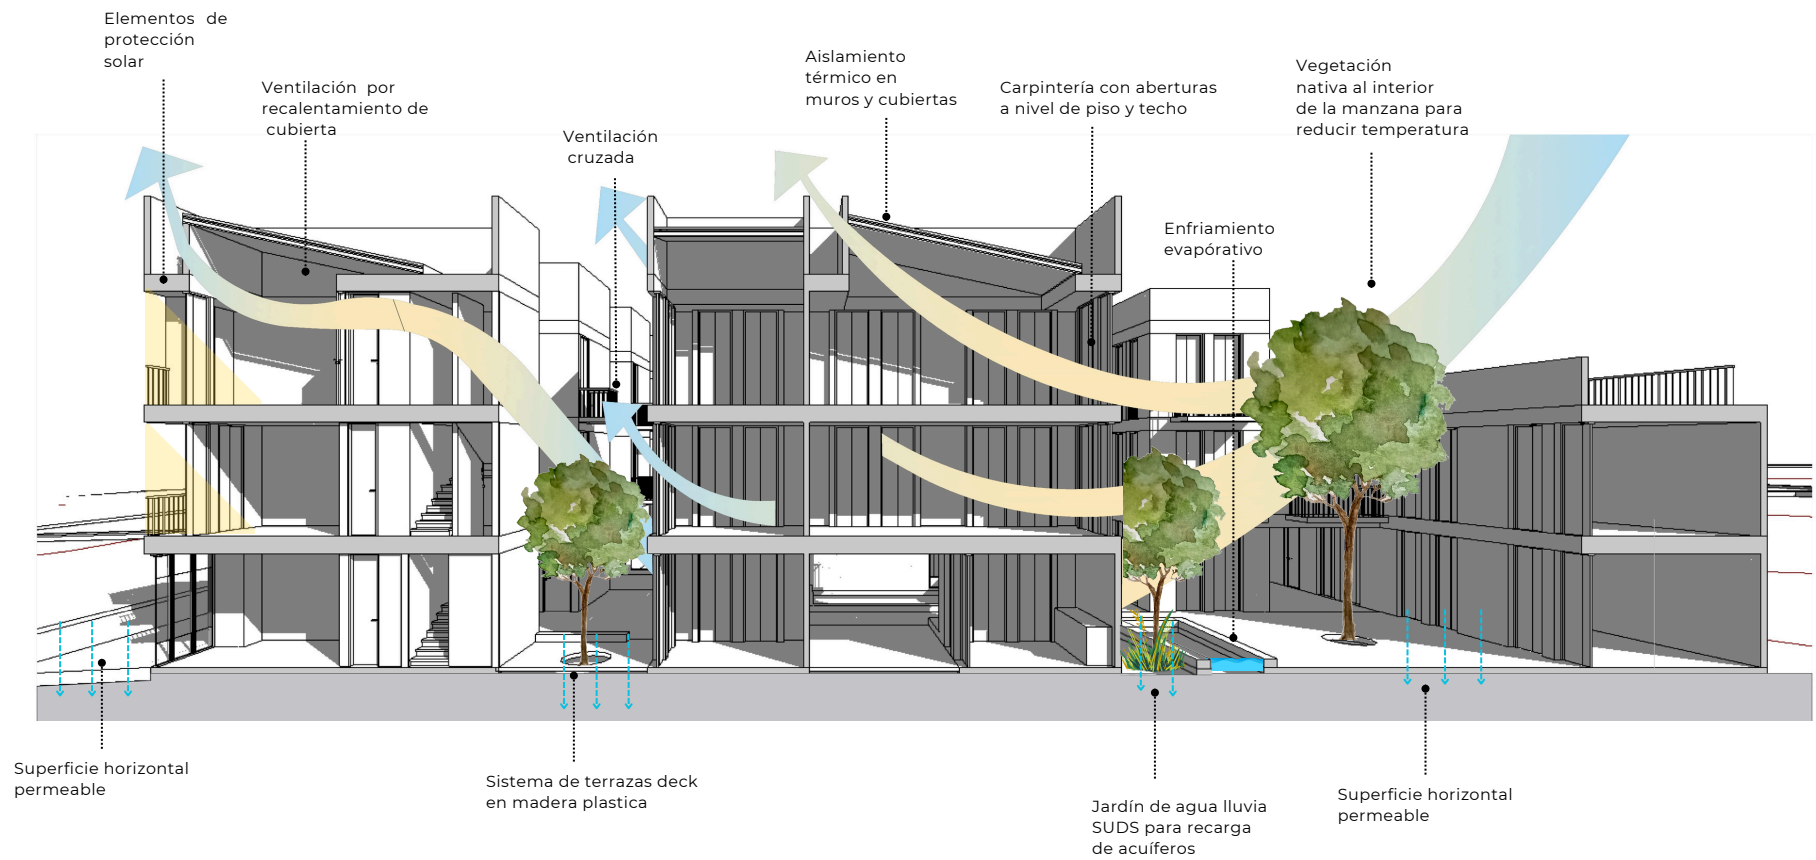 Elementos de
protección
solar
Ventilación por
recalentamiento de
cubierta
Ventilación
cruzada
Aislamiento
térmico en
muros y cubiertas
Carpintería con aberturas
a nivel de piso y techo
Vegetación
nativa al interior
de la manzana para
reducir temperatura
Enfriamiento
evapórativo
Superficie horizontal
permeable
Sistema de terrazas deck
en madera plastica
Jardín de agua lluvia
SUDS para recarga
de acuíferos
Superficie horizontal
permeable